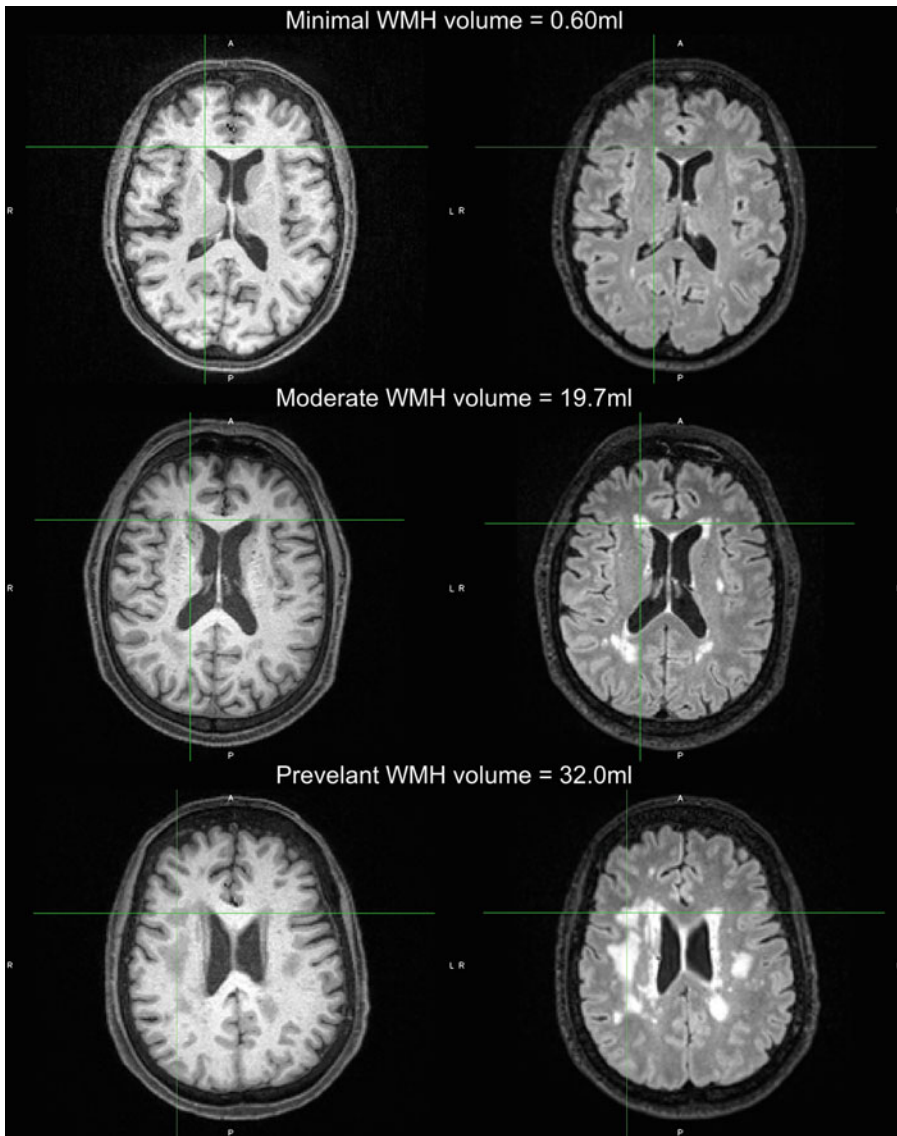 Minimal WMH volume = 0.60ml
A A
R L R
P P
Moderate WMH volume = 19.7ml
A A
R L R
P P
Prevelant WMH volume = 32.0ml
A A
R L R
P P